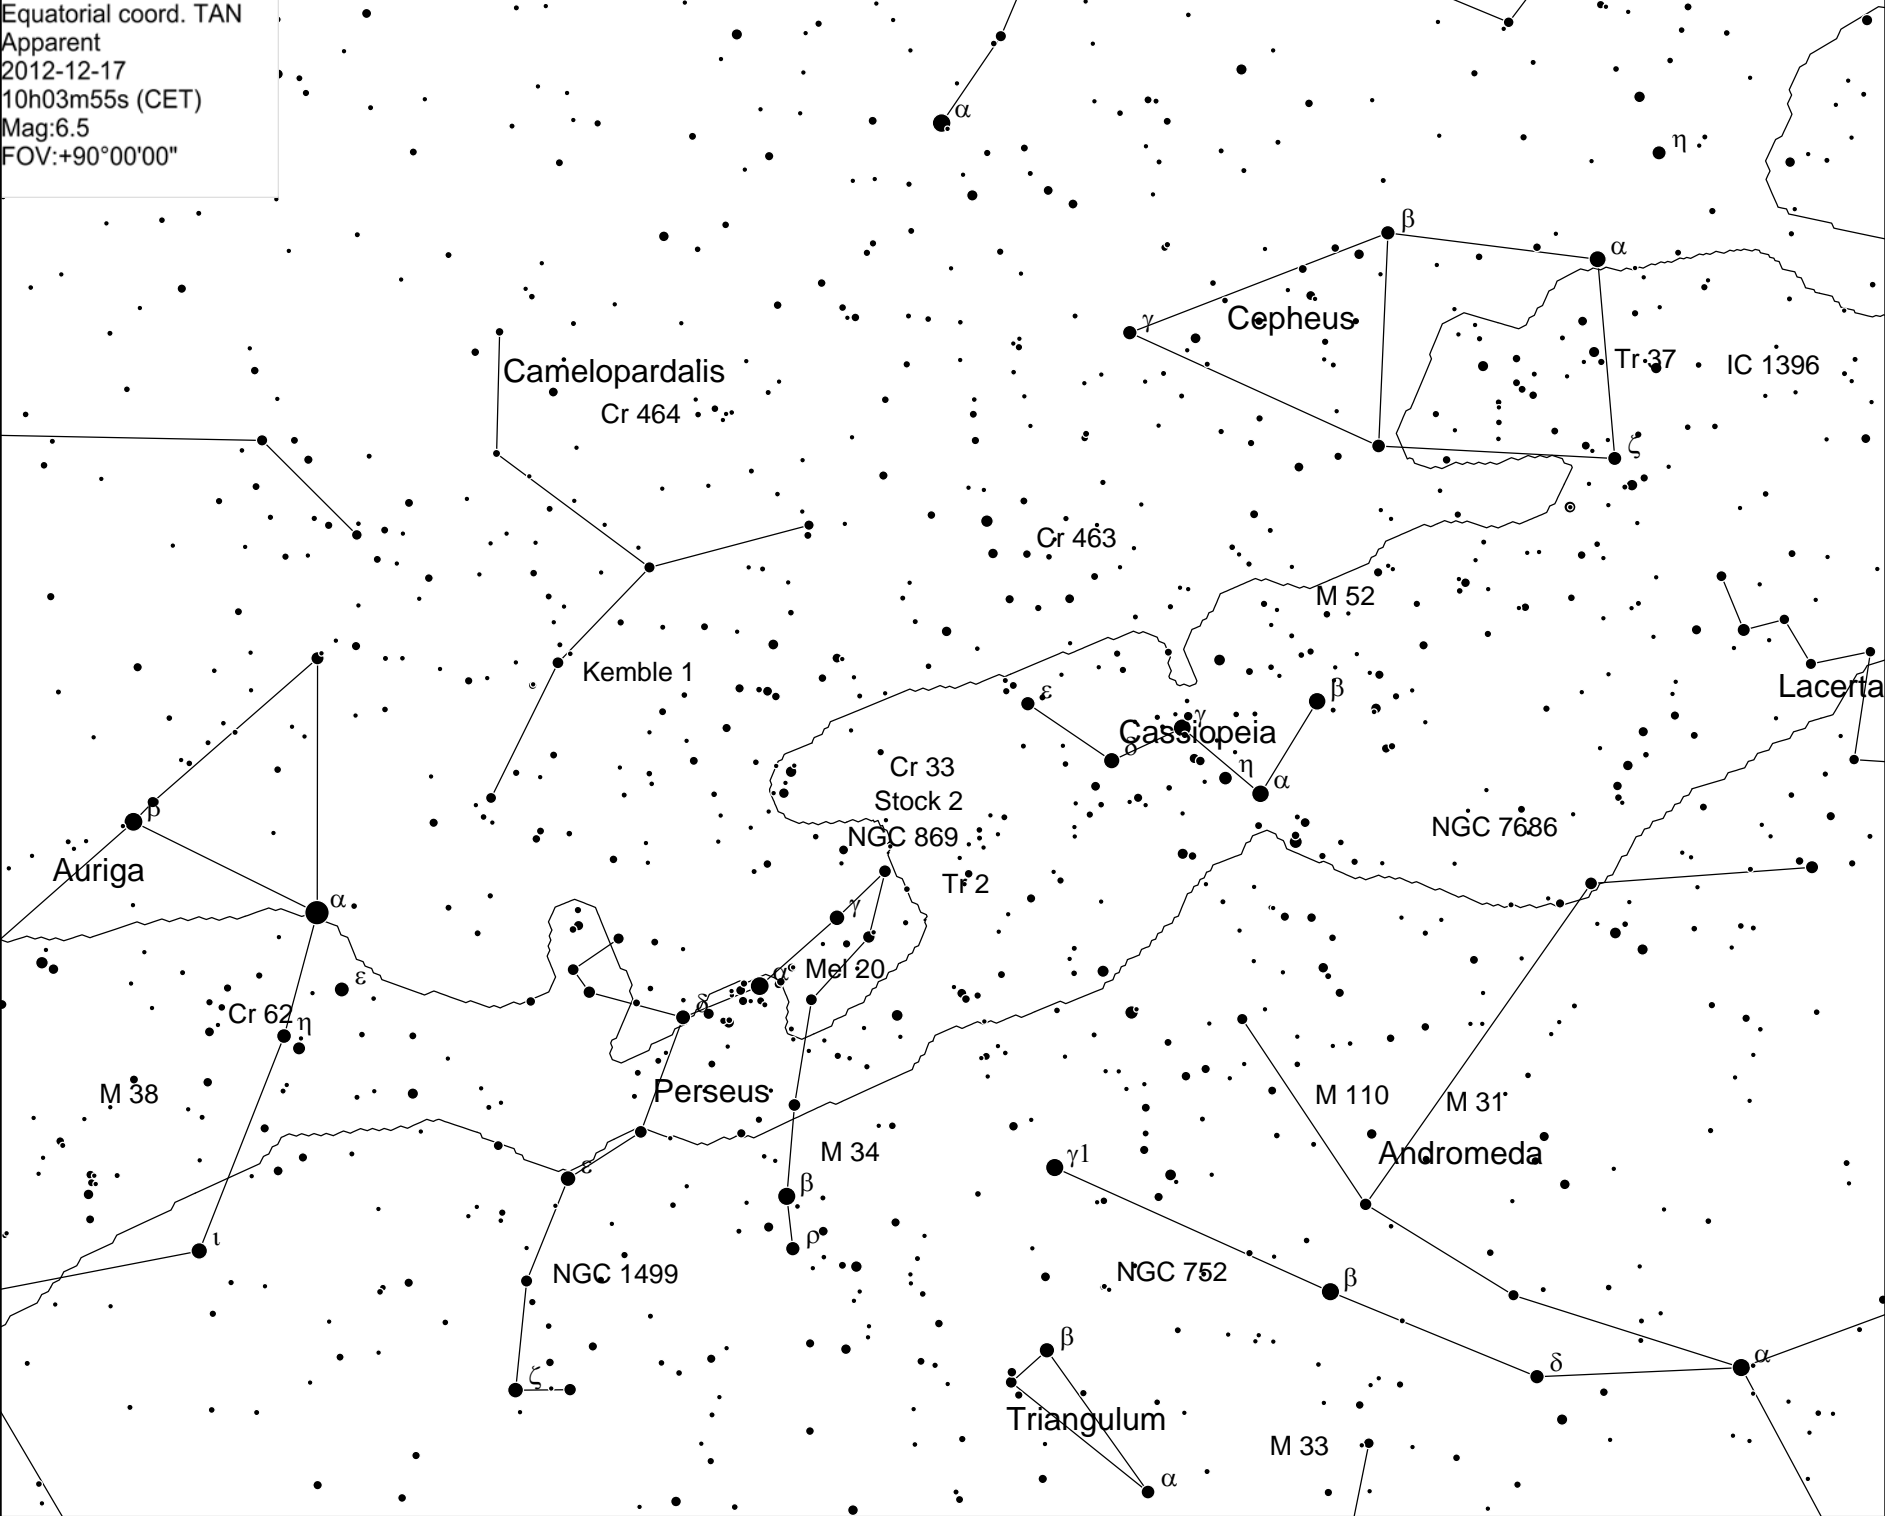 Equatorial coord. TAN
Apparent
2012-12-17
10h03m55s (CET)
Mag:6.5
FOV:+90°00'00"
α
η
β
α
γ
Cepheus
Tr 37
IC 1396
Camelopardalis
Cr 464
ζ
Cr 463
M 52
Kemble 1
Lacerta
ε
β
γ
Cassiopeia
δ
η
α
Cr 33
Stock 2
NGC 869
NGC 7686
β
Auriga
Tr 2
α
γ
α
Mel 20
ε
δ
Cr 62
η
M 38
Perseus
M 110
M 31
M 34
Andromeda
γ1
ε
β
ι
ρ
NGC 1499
NGC 752
β
β
δ
α
ζ
Triangulum
M 33
α